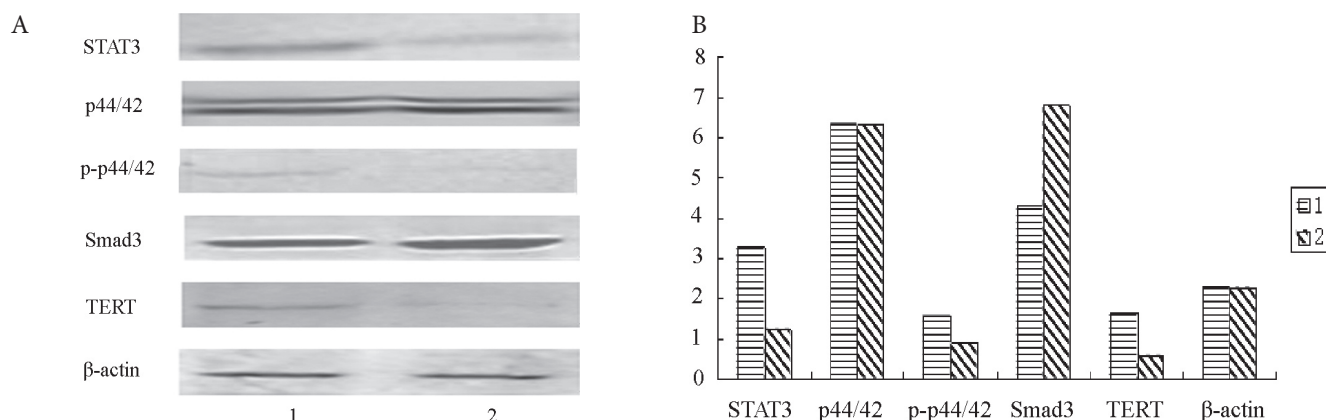 A
STAT3
p44/42
p-p44/42
Smad3
TERT
β-actin
1 2
B
8
7
6
5
4
3
2
1
0
STAT3 p44/42 p-p44/42 Smad3 TERT β-actin
1
2